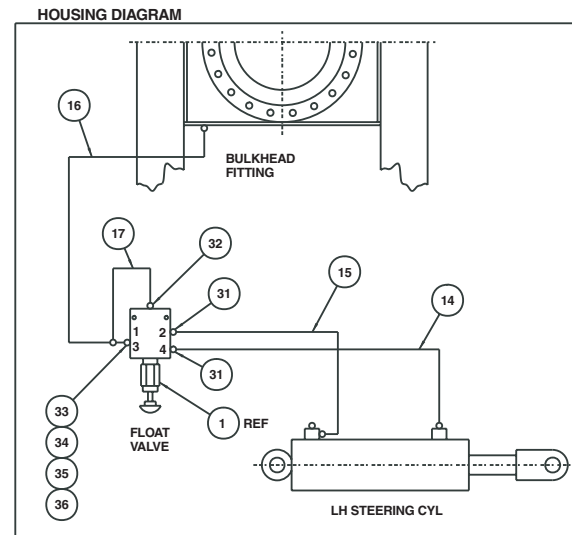 HOUSING DIAGRAM
16
BULKHEAD
FITTING
17
32
31
15
14
1 2
3 4
31
33
34
35
36
1 REF
FLOAT
VALVE
LH STEERING CYL